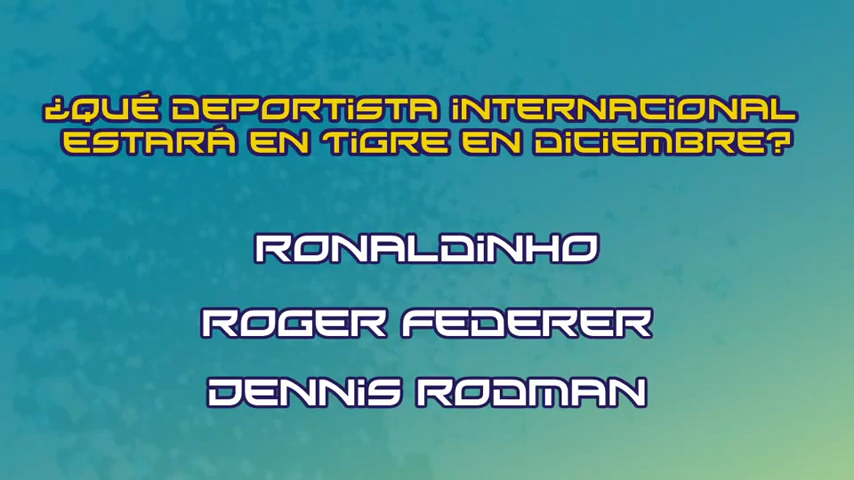 ¿QUÉ DEPORTISTA INTERNACIONAL
ESTARÁ EN TIGRE EN DICIEMBRE?
RONALDINHO
ROGER FEDERER
DENNIS RODMAN